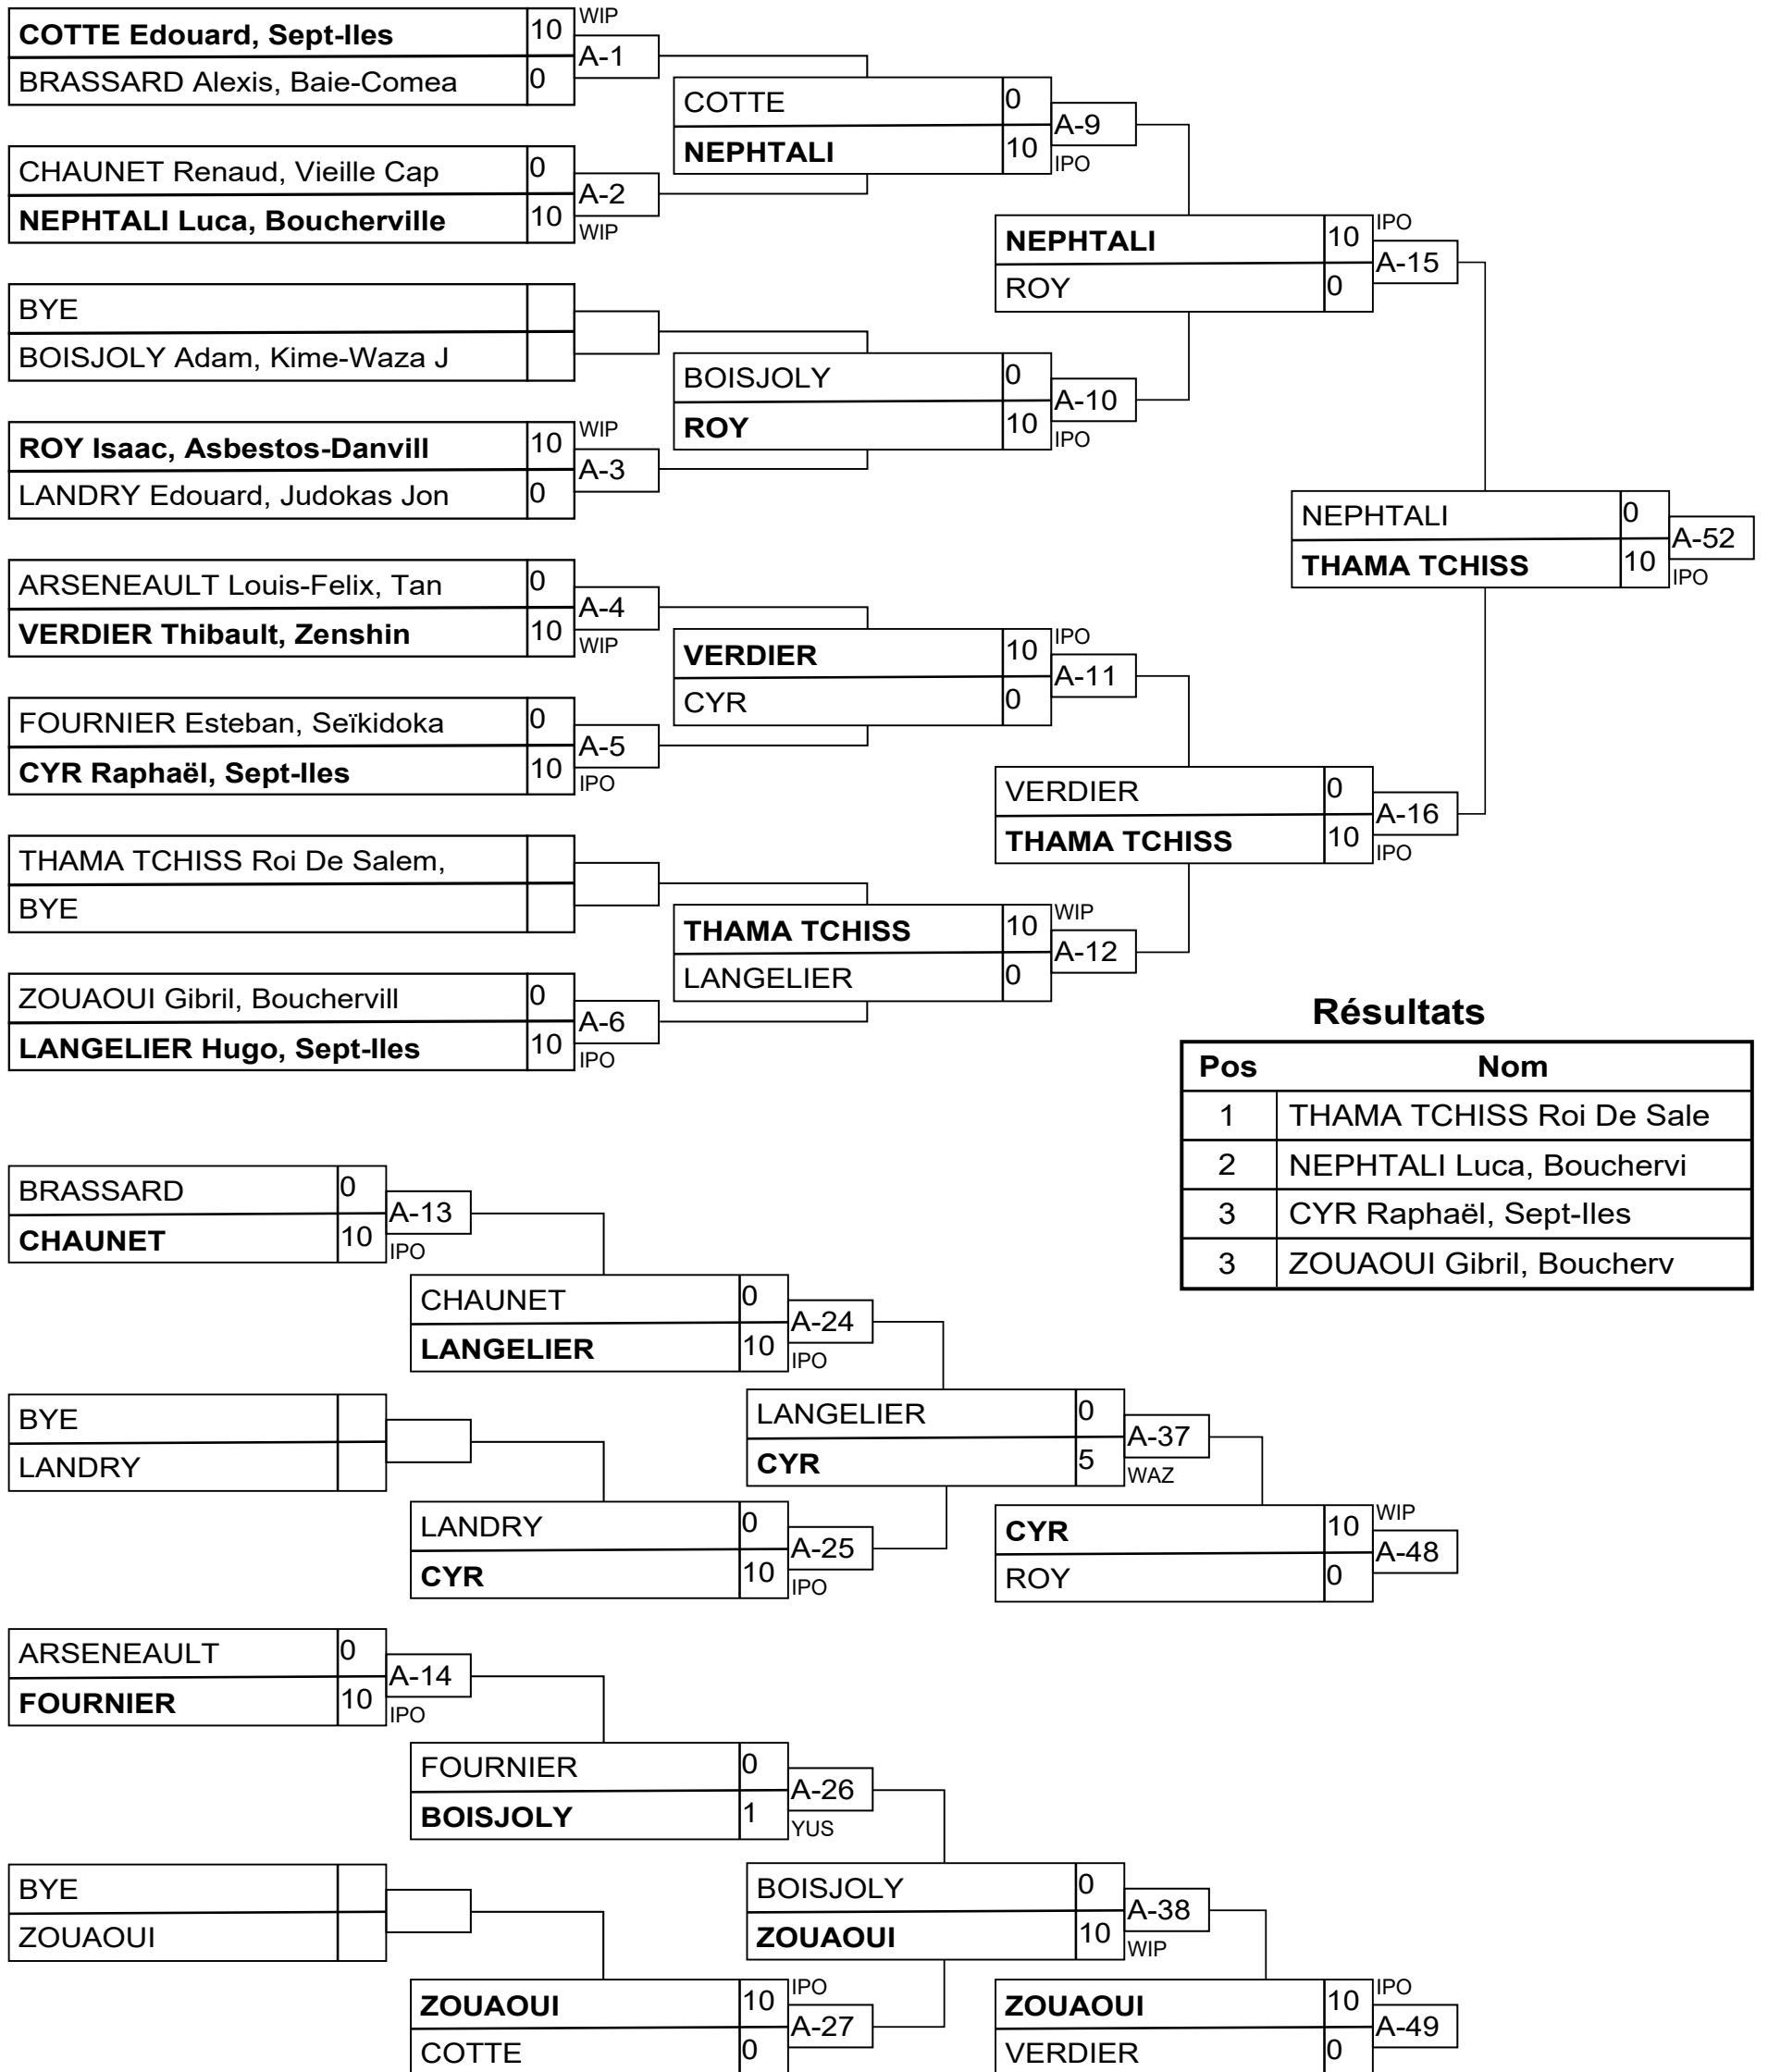 COTTE Edouard, Sept-Iles 10 WIP
BRASSARD Alexis, Baie-Comea 0
A-1
CHAUNET Renaud, Vieille Cap 0
NEPHTALI Luca, Boucherville 10 WIP
A-2
BYE
BOISJOLY Adam, Kime-Waza J
ROY Isaac, Asbestos-Danvill 10 WIP
LANDRY Edouard, Judokas Jon 0
A-3
ARSENEAULT Louis-Felix, Tan 0
VERDIER Thibault, Zenshin 10 WIP
A-4
FOURNIER Esteban, Seïkidoka 0
CYR Raphaël, Sept-Iles 10 IPO
A-5
THAMA TCHISS Roi De Salem,
BYE
ZOUAOUI Gibril, Bouchervill 0
LANGELIER Hugo, Sept-Iles 10 IPO
A-6
COTTE 0
NEPHTALI 10 IPO
A-9
BOISJOLY 0
ROY 10 IPO
A-10
VERDIER 10 IPO
CYR 0
A-11
THAMA TCHISS 10 WIP
LANGELIER 0
A-12
NEPHTALI 10 IPO
ROY 0
A-15
VERDIER 0
THAMA TCHISS 10 IPO
A-16
NEPHTALI 0
THAMA TCHISS 10 IPO
A-52
Résultats
Pos Nom
1 THAMA TCHISS Roi De Sale
2 NEPHTALI Luca, Bouchervi
3 CYR Raphaël, Sept-Iles
3 ZOUAOUI Gibril, Boucherv
BRASSARD 0
CHAUNET 10 IPO
A-13
CHAUNET 0
LANGELIER 10 IPO
A-24
BYE
LANDRY
LANDRY 0
CYR 10 IPO
A-25
LANGELIER 0
CYR 5 WAZ
A-37
CYR 10 WIP
ROY 0
A-48
ARSENEAULT 0
FOURNIER 10 IPO
A-14
FOURNIER 0
BOISJOLY 1 YUS
A-26
BYE
ZOUAOUI
ZOUAOUI 10 IPO
COTTE 0
A-27
BOISJOLY 0
ZOUAOUI 10 WIP
A-38
ZOUAOUI 10 IPO
VERDIER 0
A-49